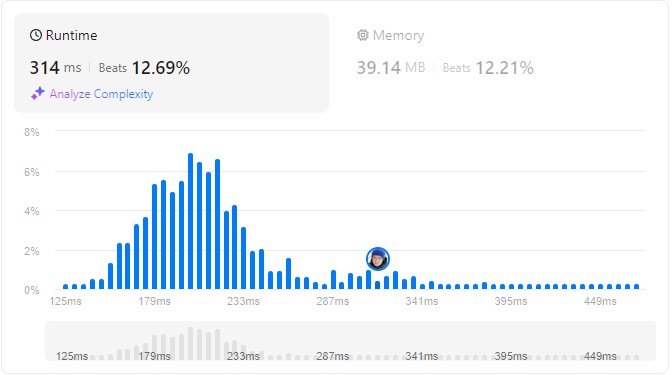 Runtime
314 ms Beats 12.69%
Analyze Complexity
Memory
39.14 MB Beats 12.21%
8%
6%
4%
2%
0%
125ms 179ms 233ms 287ms 341ms 395ms 449ms
125ms 179ms 233ms 287ms 341ms 395ms 449ms